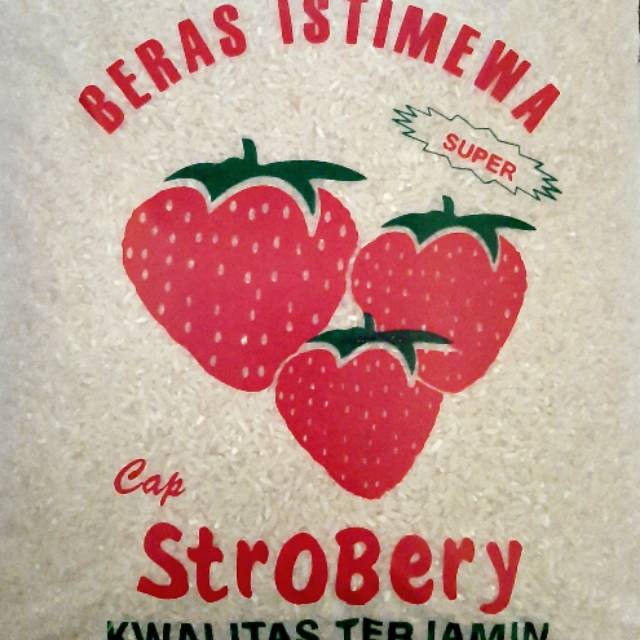 BERAS ISTIMEWA
SUPER
Cap
StroBery
KWALITAS TERJAMIN